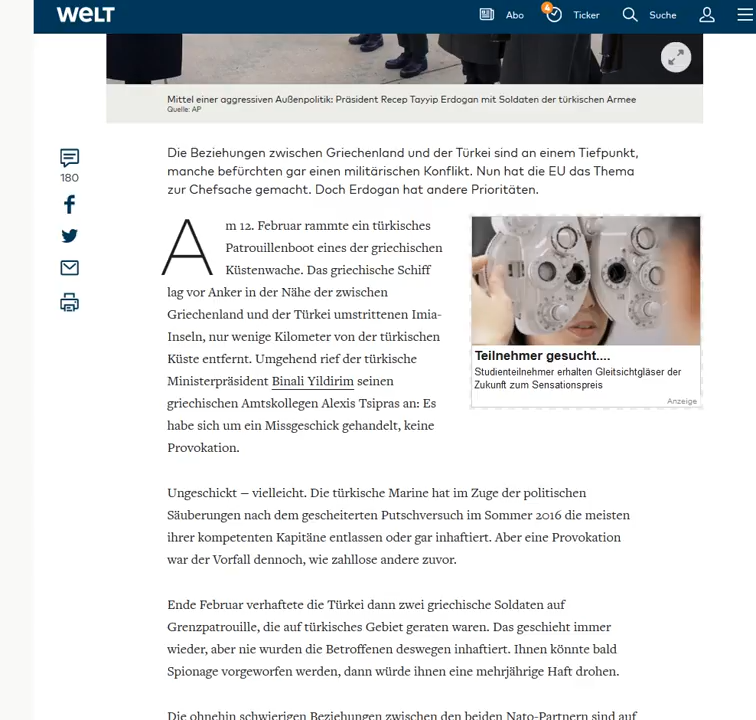 WELT
Abo
4
Ticker
Suche
Mittel einer aggressiven Außenpolitik: Präsident Recep Tayyip Erdogan mit Soldaten der türkischen Armee
Quelle: AP
180
Die Beziehungen zwischen Griechenland und der Türkei sind an einem Tiefpunkt,
manche befürchten gar einen militärischen Konflikt. Nun hat die EU das Thema
zur Chefsache gemacht. Doch Erdogan hat andere Prioritäten.
Am 12. Februar rammte ein türkisches
Patrouillenboot eines der griechischen
Küstenwache. Das griechische Schiff
lag vor Anker in der Nähe der zwischen
Griechenland und der Türkei umstrittenen Imia-
Inseln, nur wenige Kilometer von der türkischen
Küste entfernt. Umgehend rief der türkische
Ministerpräsident Binali Yildirim seinen
griechischen Amtskollegen Alexis Tsipras an: Es
habe sich um ein Missgeschick gehandelt, keine
Provokation.
Teilnehmer gesucht....
Studienteilnehmer erhalten Gleitsichtgläser der
Zukunft zum Sensationspreis
Anzeige
Ungeschickt – vielleicht. Die türkische Marine hat im Zuge der politischen
Säuberungen nach dem gescheiterten Putschversuch im Sommer 2016 die meisten
ihrer kompetenten Kapitäne entlassen oder gar inhaftiert. Aber eine Provokation
war der Vorfall dennoch, wie zahllose andere zuvor.
Ende Februar verhaftete die Türkei dann zwei griechische Soldaten auf
Grenzpatrouille, die auf türkisches Gebiet geraten waren. Das geschieht immer
wieder, aber nie wurden die Betroffenen deswegen inhaftiert. Ihnen könnte bald
Spionage vorgeworfen werden, dann würde ihnen eine mehrjährige Haft drohen.
Die ohnehin schwierigen Beziehungen zwischen den beiden Nato-Partnern sind auf